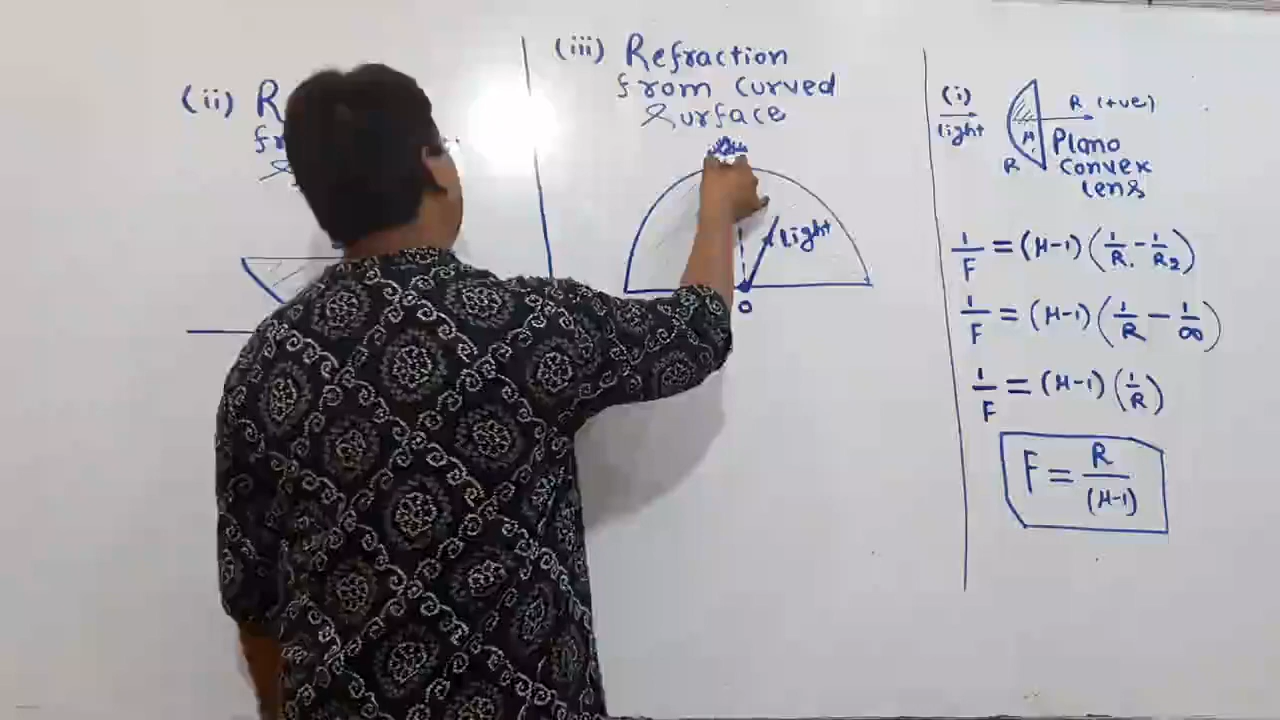 (ii) R
(iii) Refraction
from curved
Surface
Light
O
(i)
light
R (+ve)
μ
R
Plano
convex
lens
1/F = (μ-1) (1/R₁ - 1/R₂)
1/F = (μ-1) (1/R - 1/∞)
1/F = (μ-1) (1/R)
F = R/(μ-1)